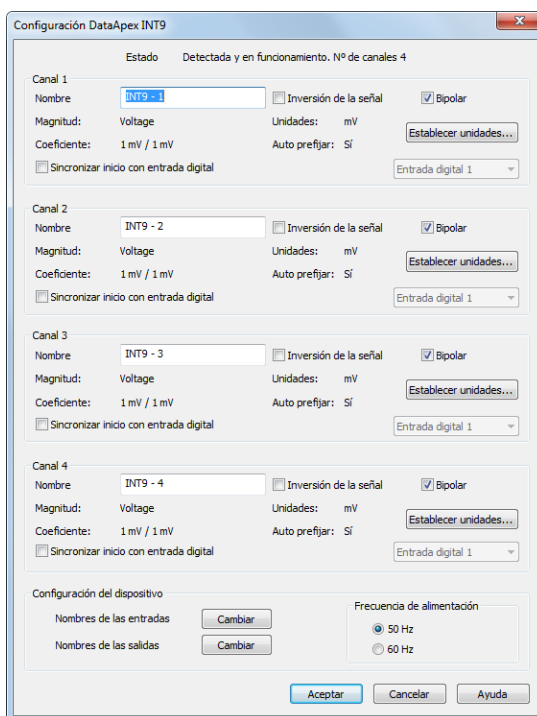 Configuración DataApex INT9
Estado Detectada y en funcionamiento. Nº de canales 4
Canal 1
Nombre INT9 - 1 Inversión de la señal Bipolar
Magnitud: Voltage Unidades: mV
Establecer unidades...
Coeficiente: 1 mV / 1 mV Auto prefijar: Sí
Sincronizar inicio con entrada digital Entrada digital 1
Canal 2
Nombre INT9 - 2 Inversión de la señal Bipolar
Magnitud: Voltage Unidades: mV
Establecer unidades...
Coeficiente: 1 mV / 1 mV Auto prefijar: Sí
Sincronizar inicio con entrada digital Entrada digital 1
Canal 3
Nombre INT9 - 3 Inversión de la señal Bipolar
Magnitud: Voltage Unidades: mV
Establecer unidades...
Coeficiente: 1 mV / 1 mV Auto prefijar: Sí
Sincronizar inicio con entrada digital Entrada digital 1
Canal 4
Nombre INT9 - 4 Inversión de la señal Bipolar
Magnitud: Voltage Unidades: mV
Establecer unidades...
Coeficiente: 1 mV / 1 mV Auto prefijar: Sí
Sincronizar inicio con entrada digital Entrada digital 1
Configuración del dispositivo
Frecuencia de alimentación
Nombres de las entradas Cambiar
50 Hz
Nombres de las salidas Cambiar
60 Hz
Aceptar Cancelar Ayuda